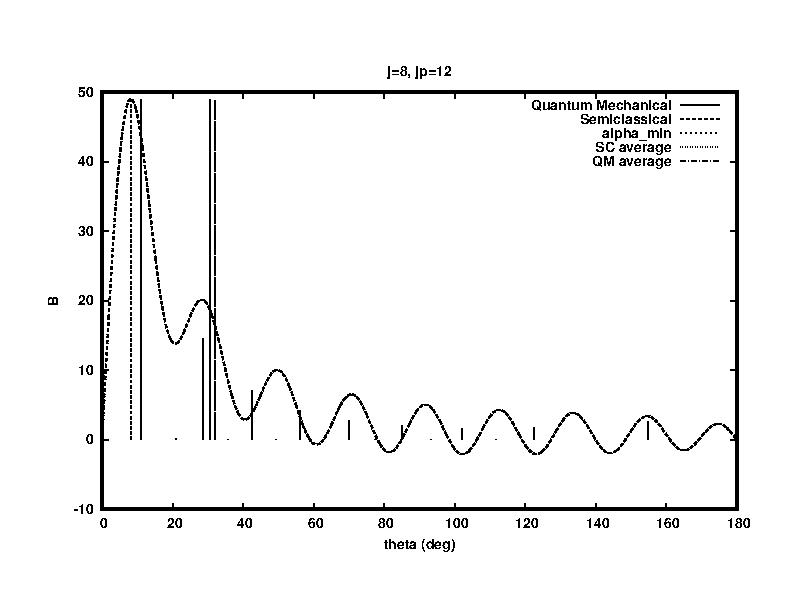 j=8, jp=12
50
40
30
20
10
0
-10
B
Quantum Mechanical
Semiclassical
alpha_min
SC average
QM average
0 20 40 60 80 100 120 140 160 180
theta (deg)